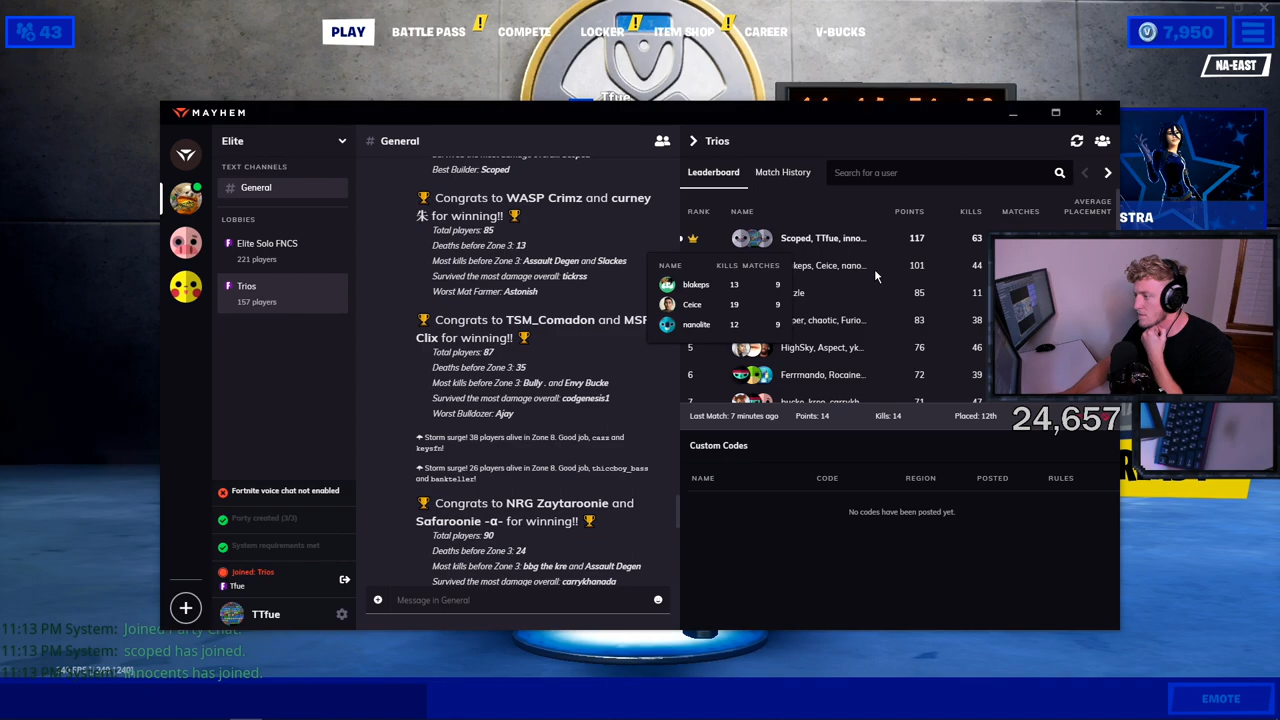 43
PLAY
BATTLE PASS
COMPETE
LOCKER
ITEM SHOP
CAREER
V-BUCKS
7,950
NA-EAST
MAYHEM
Elite
TEXT CHANNELS
# General
LOBBIES
Elite Solo FNCS
221 players
Trios
157 players
Fortnite voice chat not enabled
Party created (3/3)
System requirements met
Joined: Trios
Tfue
TTfue
# General
Best Builder: Scoped
Congrats to WASP Crimz and curney
朱 for winning!!
Total players: 85
Deaths before Zone 3: 13
Most kills before Zone 3: Assault Degen and Slackes
Survived the most damage overall: tickrss
Worst Mat Farmer: Astonish
Congrats to TSM_Comadon and MSF
Clix for winning!!
Total players: 87
Deaths before Zone 3: 35
Most kills before Zone 3: Bully . and Envy Bucke
Survived the most damage overall: codgenesis1
Worst Bulldozer: Ajay
Storm surge! 38 players alive in Zone 8. Good job, cazz and
keysfn!
Storm surge! 26 players alive in Zone 8. Good job, thiccboy_bass
and bankteller!
Congrats to NRG Zaytaroonie and
Safaroonie -α- for winning!!
Total players: 90
Deaths before Zone 3: 24
Most kills before Zone 3: bbg the kre and Assault Degen
Survived the most damage overall: carrykhanada
Message in General
Trios
Leaderboard
Match History
Search for a user
RANK NAME POINTS KILLS MATCHES AVERAGE PLACEMENT
Scoped, TTfue, inno... 117 63
keps, Ceice, nano... 101 44
zle 85 11
per, chaotic, Furio... 83 38
5 HighSky, Aspect, yk... 76 46
6 Ferrrnando, Rocaine... 72 39
NAME KILLS MATCHES
blakeps 13 9
Ceice 19 9
nanolite 12 9
Last Match: 7 minutes ago Points: 14 Kills: 14 Placed: 12th
24,657
Custom Codes
NAME CODE REGION POSTED RULES
No codes have been posted yet.
STRA
11:13 PM System: Joined Party Chat.
11:13 PM System: scoped has joined.
11:13 PM System: innocents has joined.
EMOTE